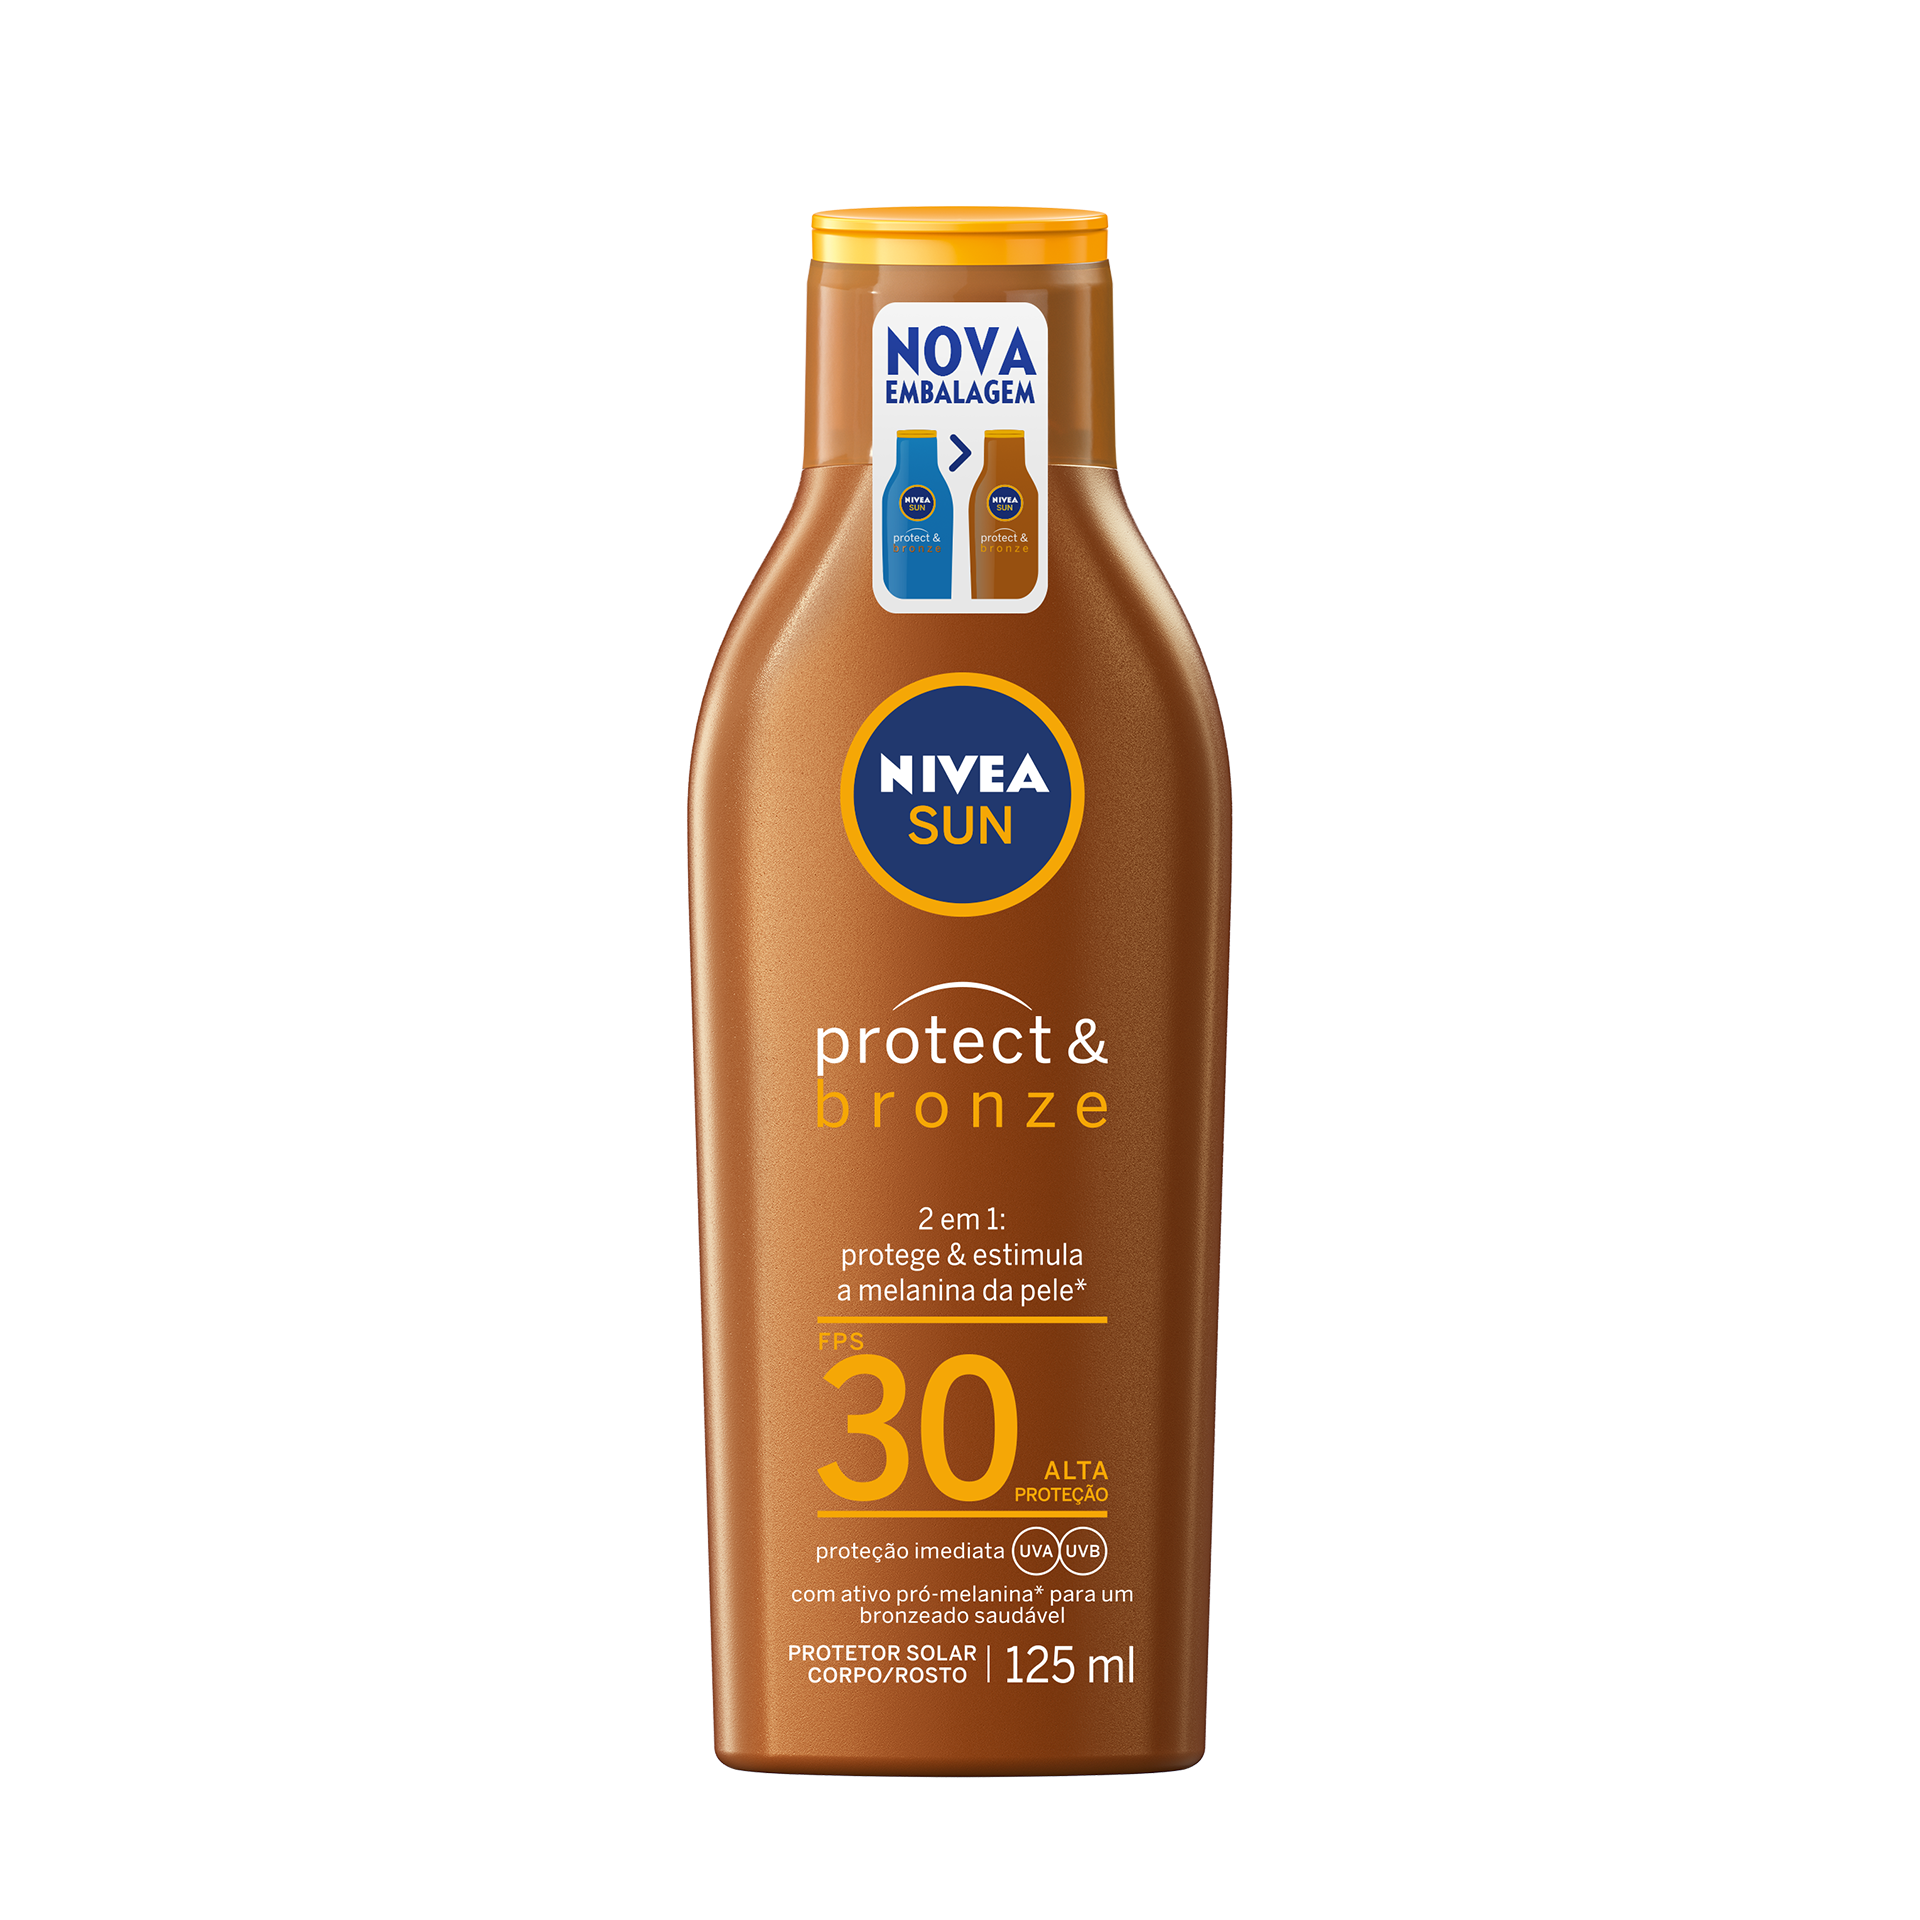 NOVA
EMBALAGEM
NIVEA
SUN
protect &
bronze
NIVEA
SUN
protect &
bronze
NIVEA
SUN
protect &
bronze
2 em 1:
protege & estimula
a melanina da pele*
FPS
30
ALTA
PROTEÇÃO
proteção imediata UVA UVB
com ativo pró-melanina* para um
bronzeado saudável
PROTETOR SOLAR
CORPO/ROSTO
125 ml